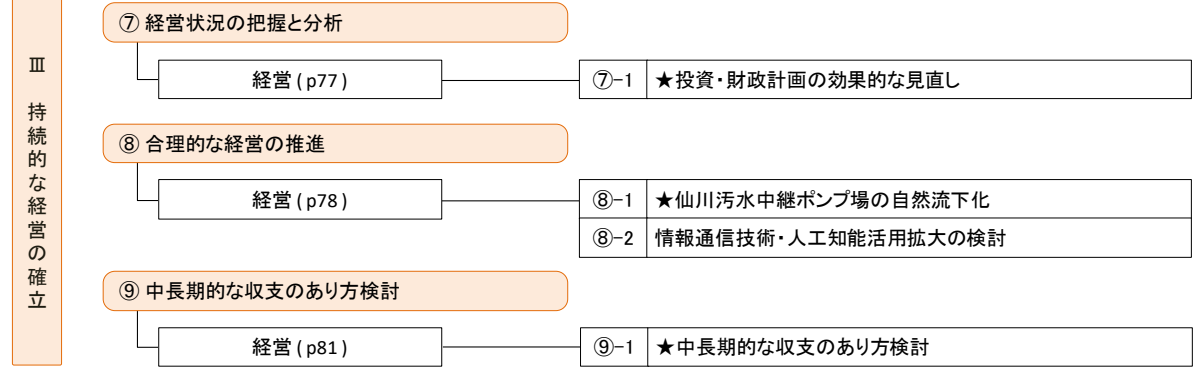 Ⅲ 持続的な経営の確立
⑦ 経営状況の把握と分析
経営 ( p77 )
⑦-1 ★投資・財政計画の効果的な見直し
⑧ 合理的な経営の推進
経営 ( p78 )
⑧-1 ★仙川汚水中継ポンプ場の自然流下化
⑧-2 情報通信技術・人工知能活用拡大の検討
⑨ 中長期的な収支のあり方検討
経営 ( p81 )
⑨-1 ★中長期的な収支のあり方検討